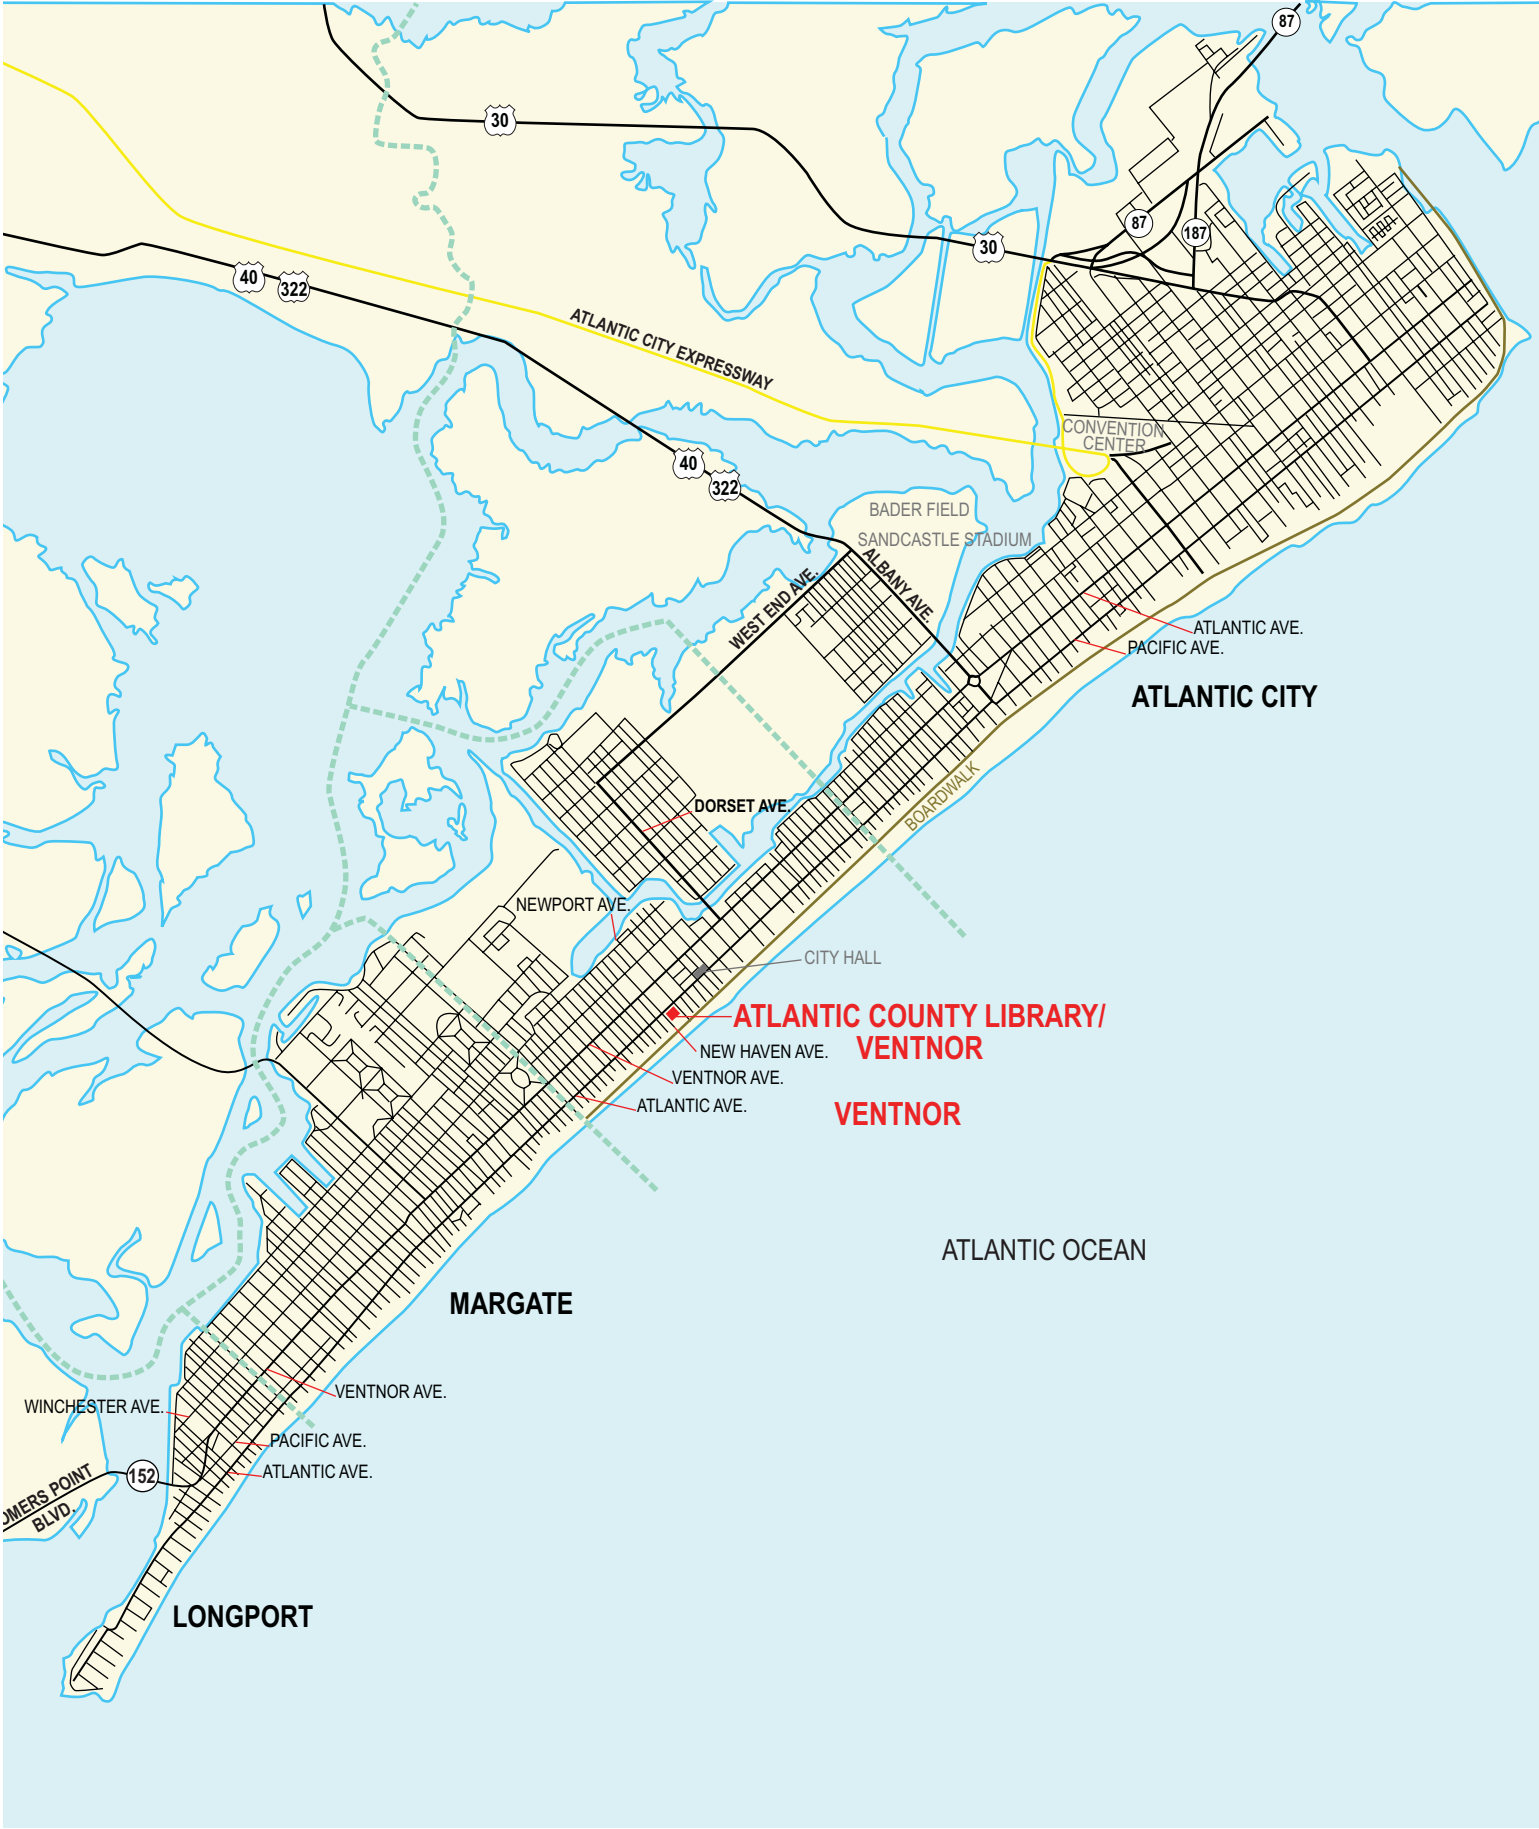 87
30
87
187
30
40
322
ATLANTIC CITY EXPRESSWAY
CONVENTION
CENTER
40
322
BADER FIELD
SANDCASTLE STADIUM
ALBANY AVE.
WEST END AVE.
ATLANTIC AVE.
PACIFIC AVE.
ATLANTIC CITY
BOARDWALK
DORSET AVE.
NEWPORT AVE.
CITY HALL
ATLANTIC COUNTY LIBRARY/
VENTNOR
NEW HAVEN AVE.
VENTNOR AVE.
ATLANTIC AVE.
VENTNOR
ATLANTIC OCEAN
MARGATE
VENTNOR AVE.
WINCHESTER AVE.
PACIFIC AVE.
ATLANTIC AVE.
152
OMERS POINT
BLVD.
LONGPORT